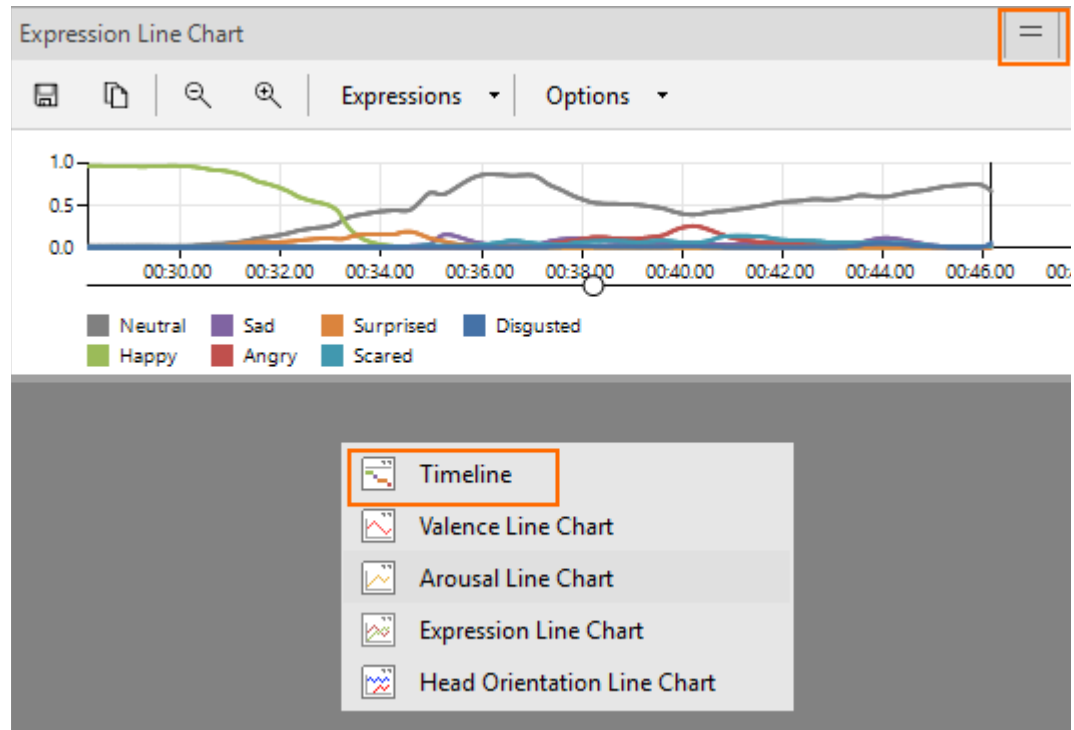 Expression Line Chart
Expressions Options
1.0
0.5
0.0
00:30.00 00:32.00 00:34.00 00:36.00 00:38.00 00:40.00 00:42.00 00:44.00 00:46.00 00:
Neutral Sad Surprised Disgusted
Happy Angry Scared
Timeline
Valence Line Chart
Arousal Line Chart
Expression Line Chart
Head Orientation Line Chart